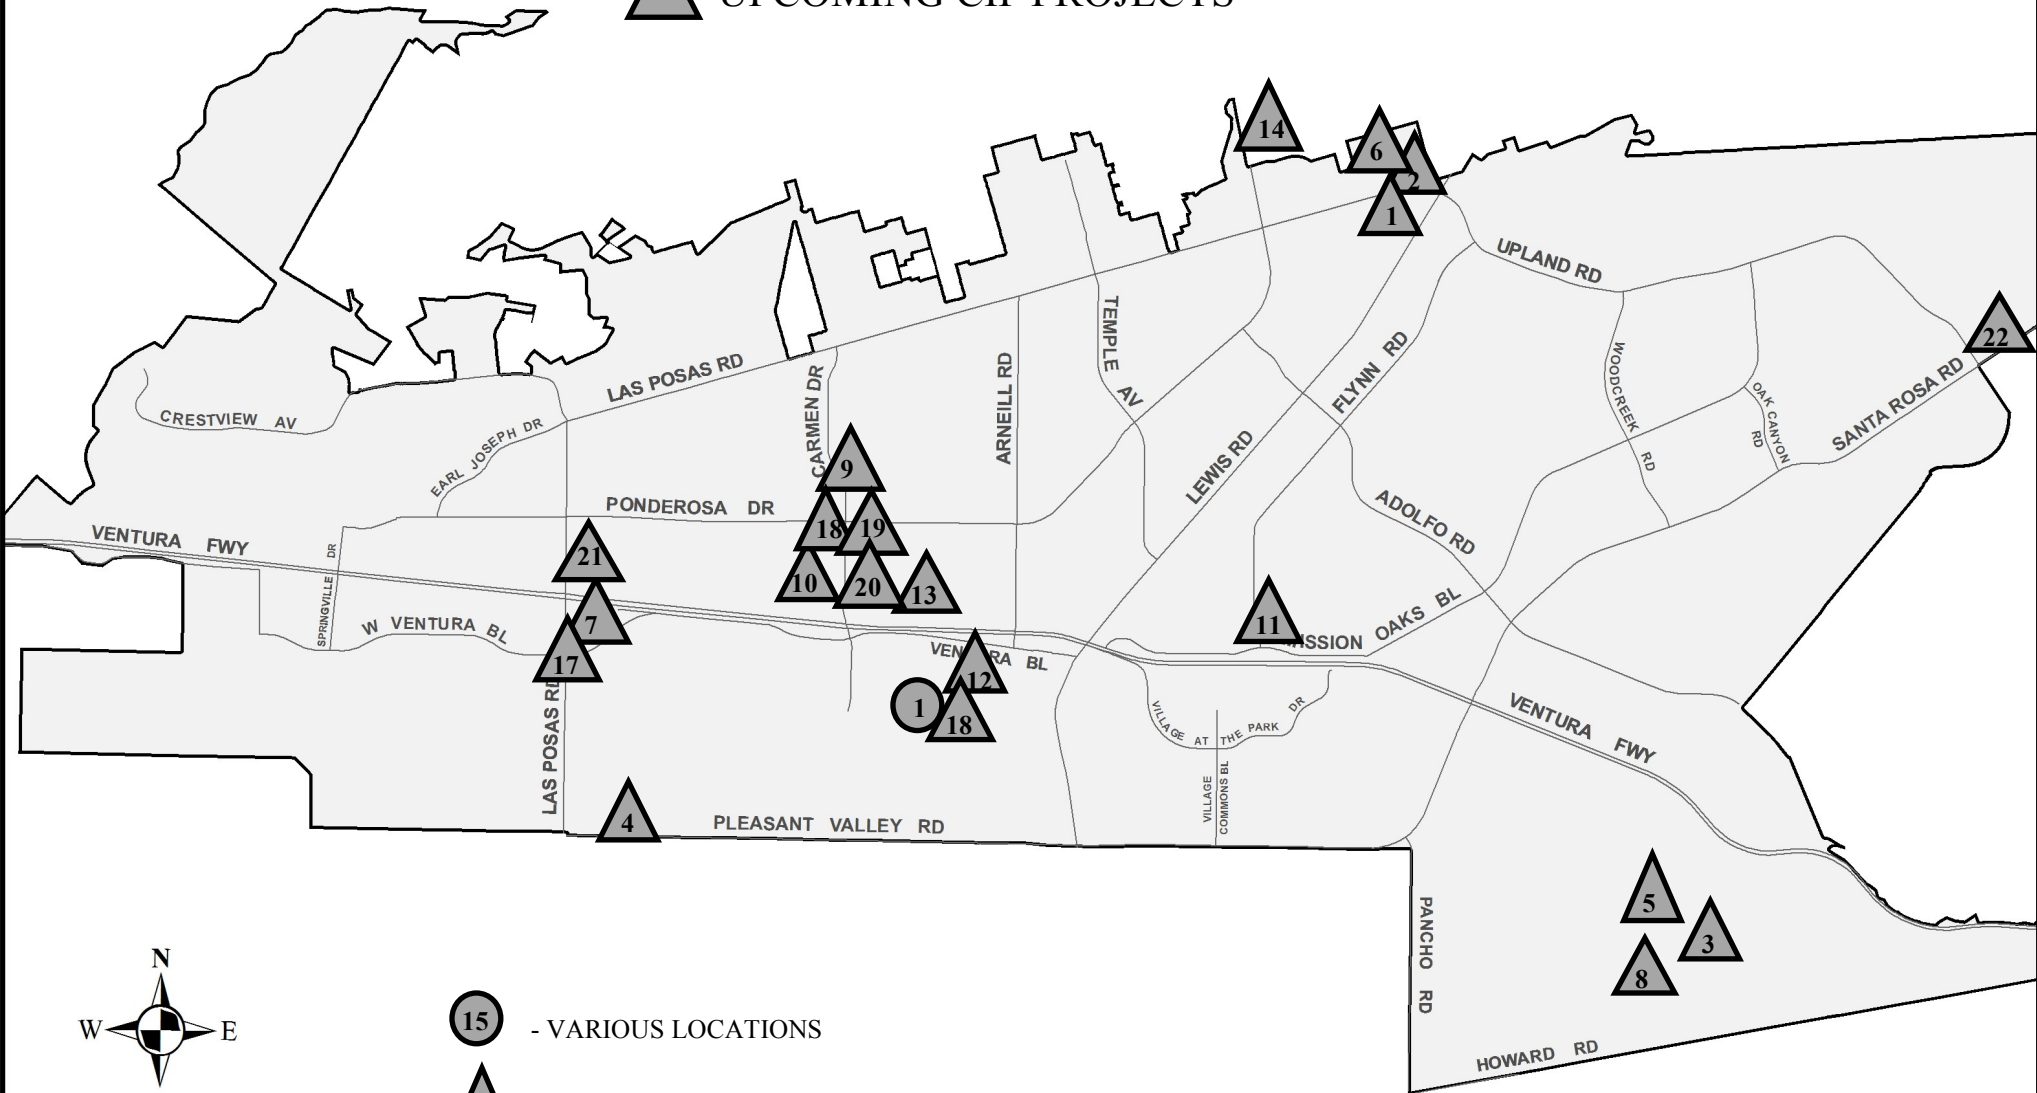 UPCOMING CIP PROJECTS
14
6
2
1
UPLAND RD
22
TEMPLE AV
LAS POSAS RD
CARMEN DR
ARNEILL RD
FLYNN RD
WOODCREEK RD
OAK CANYON RD
SANTA ROSA RD
CRESTVIEW AV
EARL JOSEPH DR
9
LEWIS RD
PONDEROSA DR
18
19
ADOLFO RD
VENTURA FWY
SPRINGVILLE DR
21
10
20
13
W VENTURA BL
7
11
MISSION OAKS BL
17
VENTURA BL
12
1
18
VILLAGE AT THE PARK DR
VENTURA FWY
LAS POSAS RD
VILLAGE
COMMONS BL
4
PLEASANT VALLEY RD
5
3
8
PANCHO RD
N
W
E
15 - VARIOUS LOCATIONS
HOWARD RD